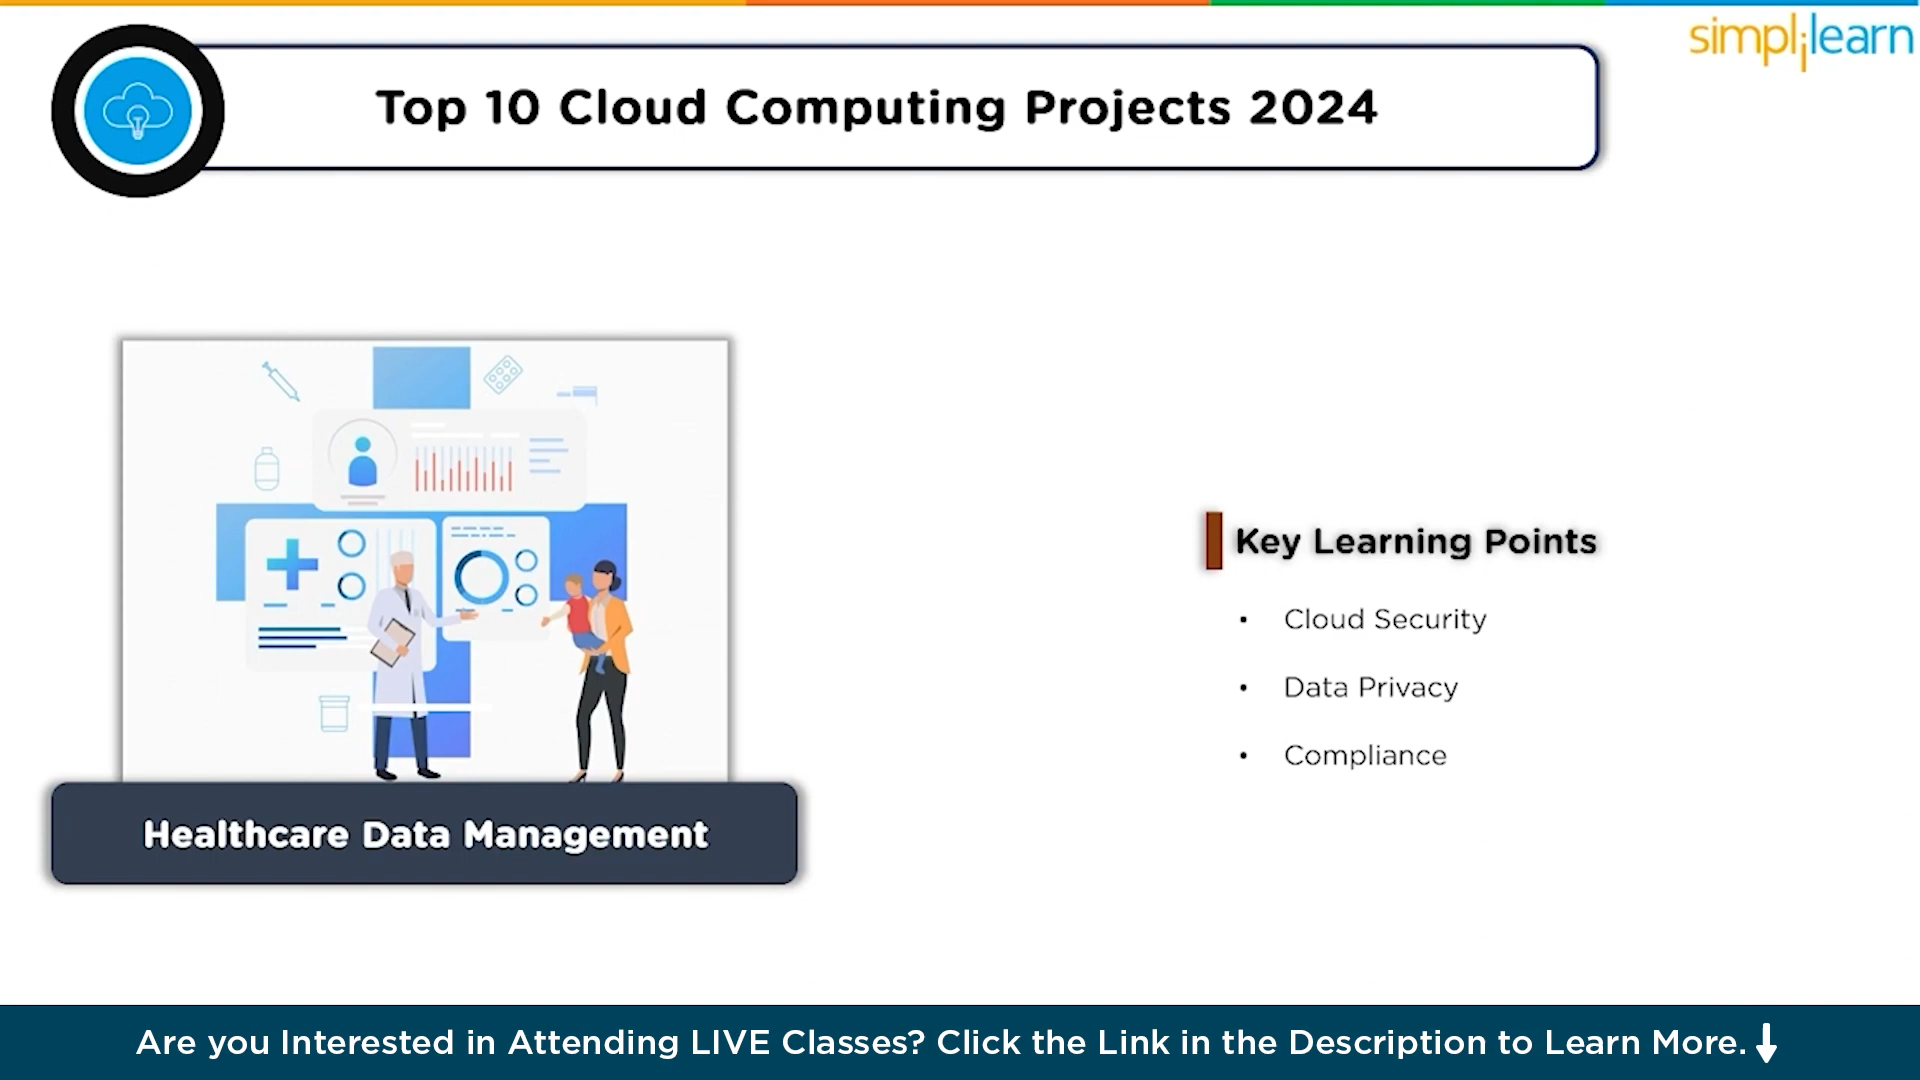 simplilearn
Top 10 Cloud Computing Projects 2024
Key Learning Points
• Cloud Security
• Data Privacy
• Compliance
Healthcare Data Management
Are you Interested in Attending LIVE Classes? Click the Link in the Description to Learn More.